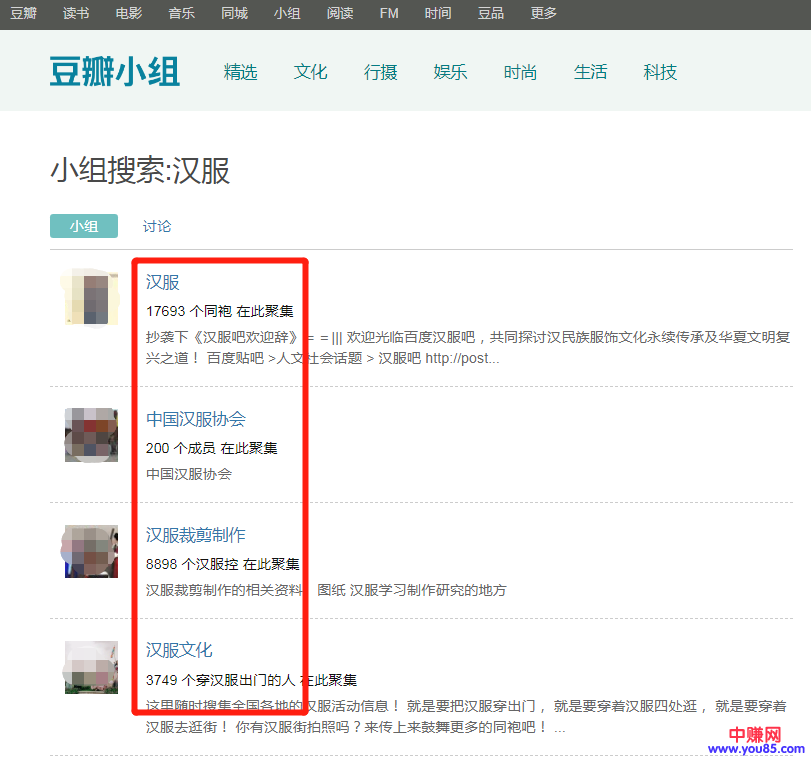 豆瓣 读书 电影 音乐 同城 小组 阅读 FM 时间 豆品 更多
豆瓣小组 精选 文化 行摄 娱乐 时尚 生活 科技
小组搜索:汉服
小组 讨论
汉服
17693 个同袍 在此聚集
抄袭下《汉服吧欢迎辞》= =||| 欢迎光临百度汉服吧，共同探讨汉民族服饰文化永续传承及华夏文明复
兴之道！ 百度贴吧 >人文社会话题 > 汉服吧 http://post...
中国汉服协会
200 个成员 在此聚集
中国汉服协会
汉服裁剪制作
8898 个汉服控 在此聚集
汉服裁剪制作的相关资料 图纸 汉服学习制作研究的地方
汉服文化
3749 个穿汉服出门的人 在此聚集
这里随时搜集全国各地的汉服活动信息！ 就是要把汉服穿出门， 就是要穿着汉服四处逛， 就是要穿着
汉服去逛街！ 你有汉服街拍照吗？来传上来鼓舞更多的同袍吧！ ...
中赚网
www.you85.com